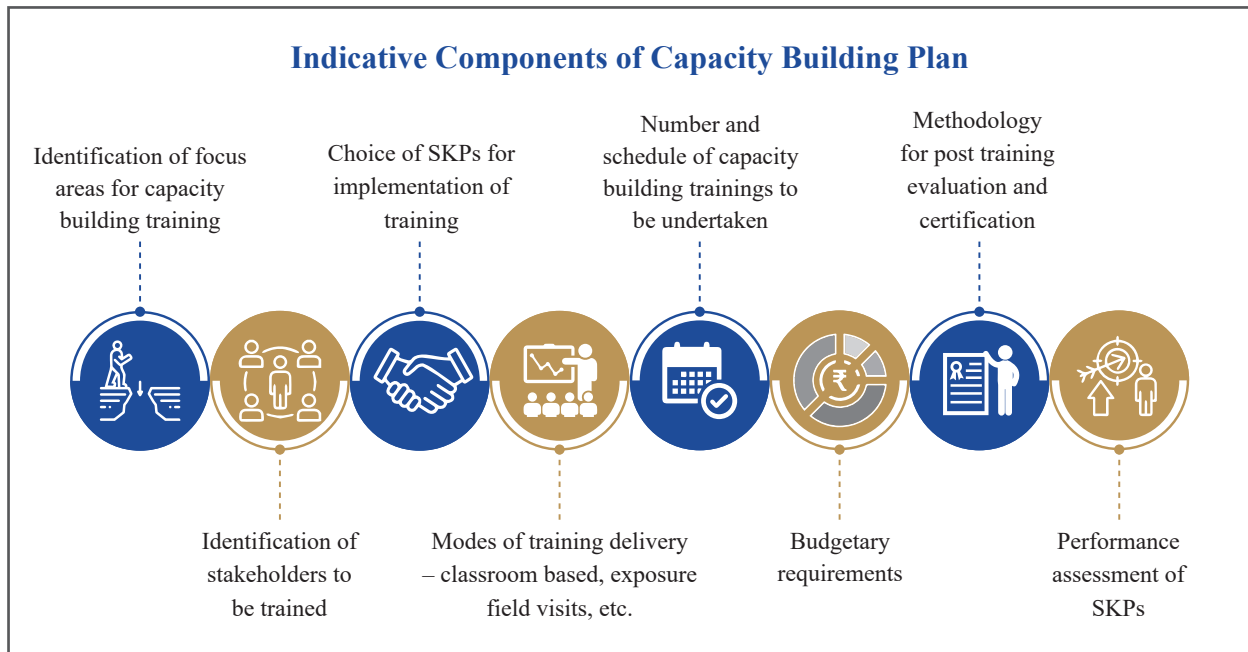 Indicative Components of Capacity Building Plan
Identification of focus
areas for capacity
building training
Choice of SKPs for
implementation of
training
Number and
schedule of capacity
building trainings to
be undertaken
Methodology
for post training
evaluation and
certification
₹
Identification of
stakeholders to
be trained
Modes of training delivery
– classroom based, exposure
field visits, etc.
Budgetary
requirements
Performance
assessment of
SKPs